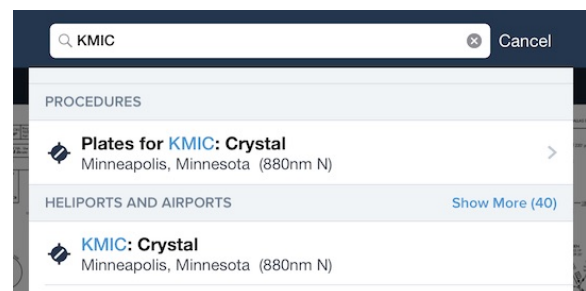 KMIC Cancel
PROCEDURES
Plates for KMIC: Crystal
Minneapolis, Minnesota (880nm N)
HELIPORTS AND AIRPORTS Show More (40)
KMIC: Crystal
Minneapolis, Minnesota (880nm N)